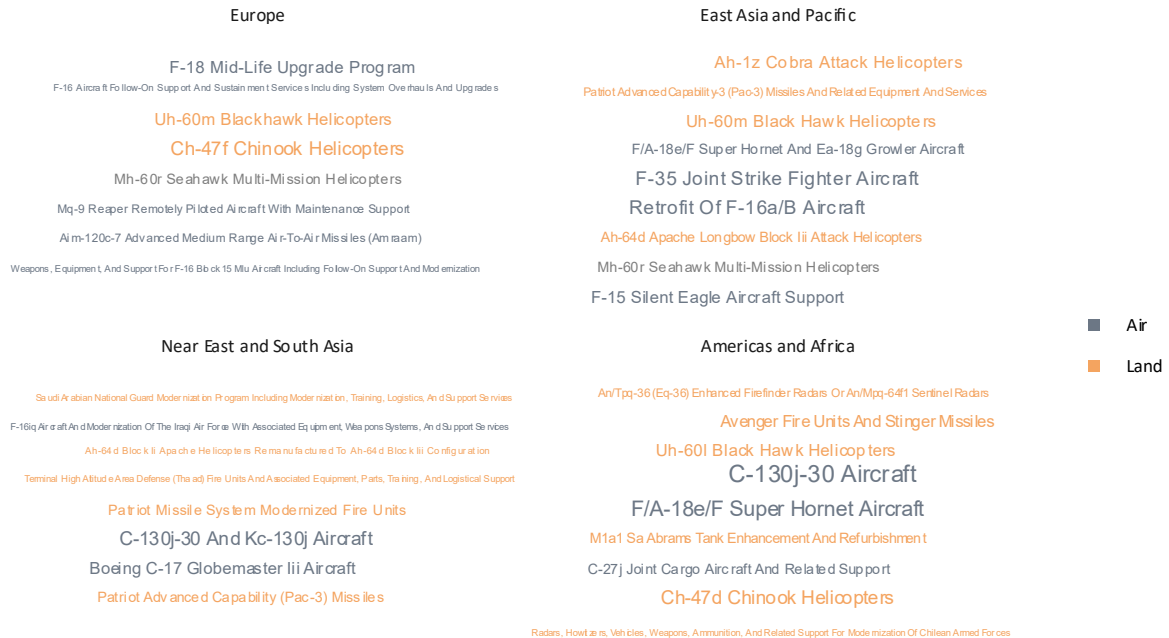 Europe
F-18 Mid-Life Upgrade Program
F-16 Aircraft Follow-On Support And Sustainment Services Including System Overhauls And Upgrades
Uh-60m Blackhawk Helicopters
Ch-47f Chinook Helicopters
Mh-60r Seahawk Multi-Mission Helicopters
Mq-9 Reaper Remotely Piloted Aircraft With Maintenance Support
Aim-120c-7 Advanced Medium Range Air-To-Air Missiles (Amraam)
Weapons, Equipment, And Support For F-16 Block 15 Mlu Aircraft Including Follow-On Support And Modernization
East Asia and Pacific
Ah-1z Cobra Attack Helicopters
Patriot Advanced Capability-3 (Pac-3) Missiles And Related Equipment And Services
Uh-60m Black Hawk Helicopters
F/A-18e/F Super Hornet And Ea-18g Growler Aircraft
F-35 Joint Strike Fighter Aircraft
Retrofit Of F-16a/B Aircraft
Ah-64d Apache Longbow Block Iii Attack Helicopters
Mh-60r Seahawk Multi-Mission Helicopters
F-15 Silent Eagle Aircraft Support
Air
Land
Near East and South Asia
Saudi Arabian National Guard Modernization Program Including Modernization, Training, Logistics, And Support Services
F-16iq Aircraft And Modernization Of The Iraqi Air Force With Associated Equipment, Weapons Systems, And Support Services
Ah-64d Block Ii Apache Helicopters Remanufactured To Ah-64d Block Iii Configuration
Terminal High Altitude Area Defense (Thaad) Fire Units And Associated Equipment, Parts, Training, And Logistical Support
Patriot Missile System Modernized Fire Units
C-130j-30 And Kc-130j Aircraft
Boeing C-17 Globemaster Iii Aircraft
Patriot Advanced Capability (Pac-3) Missiles
Americas and Africa
An/Tpq-36 (Eq-36) Enhanced Firefinder Radars Or An/Mpq-64f1 Sentinel Radars
Avenger Fire Units And Stinger Missiles
Uh-60l Black Hawk Helicopters
C-130j-30 Aircraft
F/A-18e/F Super Hornet Aircraft
M1a1 Sa Abrams Tank Enhancement And Refurbishment
C-27j Joint Cargo Aircraft And Related Support
Ch-47d Chinook Helicopters
Radars, Howitzers, Vehicles, Weapons, Ammunition, And Related Support For Modernization Of Chilean Armed Forces